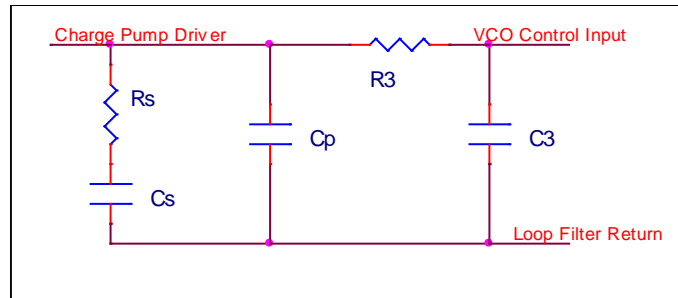 Charge Pump Driver
VCO Control Input
R3
Rs
Cp
C3
Cs
Loop Filter Return